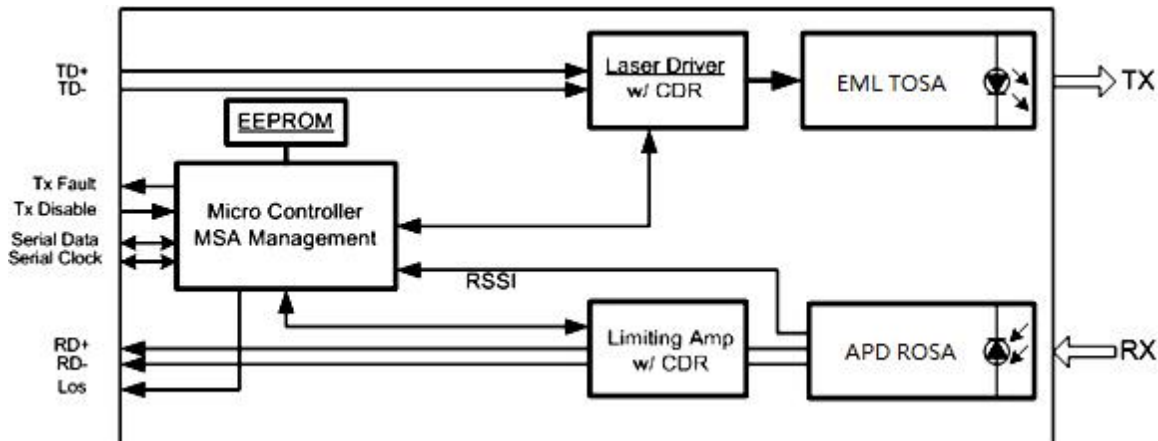 TD+
TD-
Laser Driver
w/ CDR
EML TOSA
TX
EEPROM
Tx Fault
Tx Disable
Serial Data
Serial Clock
Micro Controller
MSA Management
RSSI
RD+
RD-
Los
Limiting Amp
w/ CDR
APD ROSA
RX